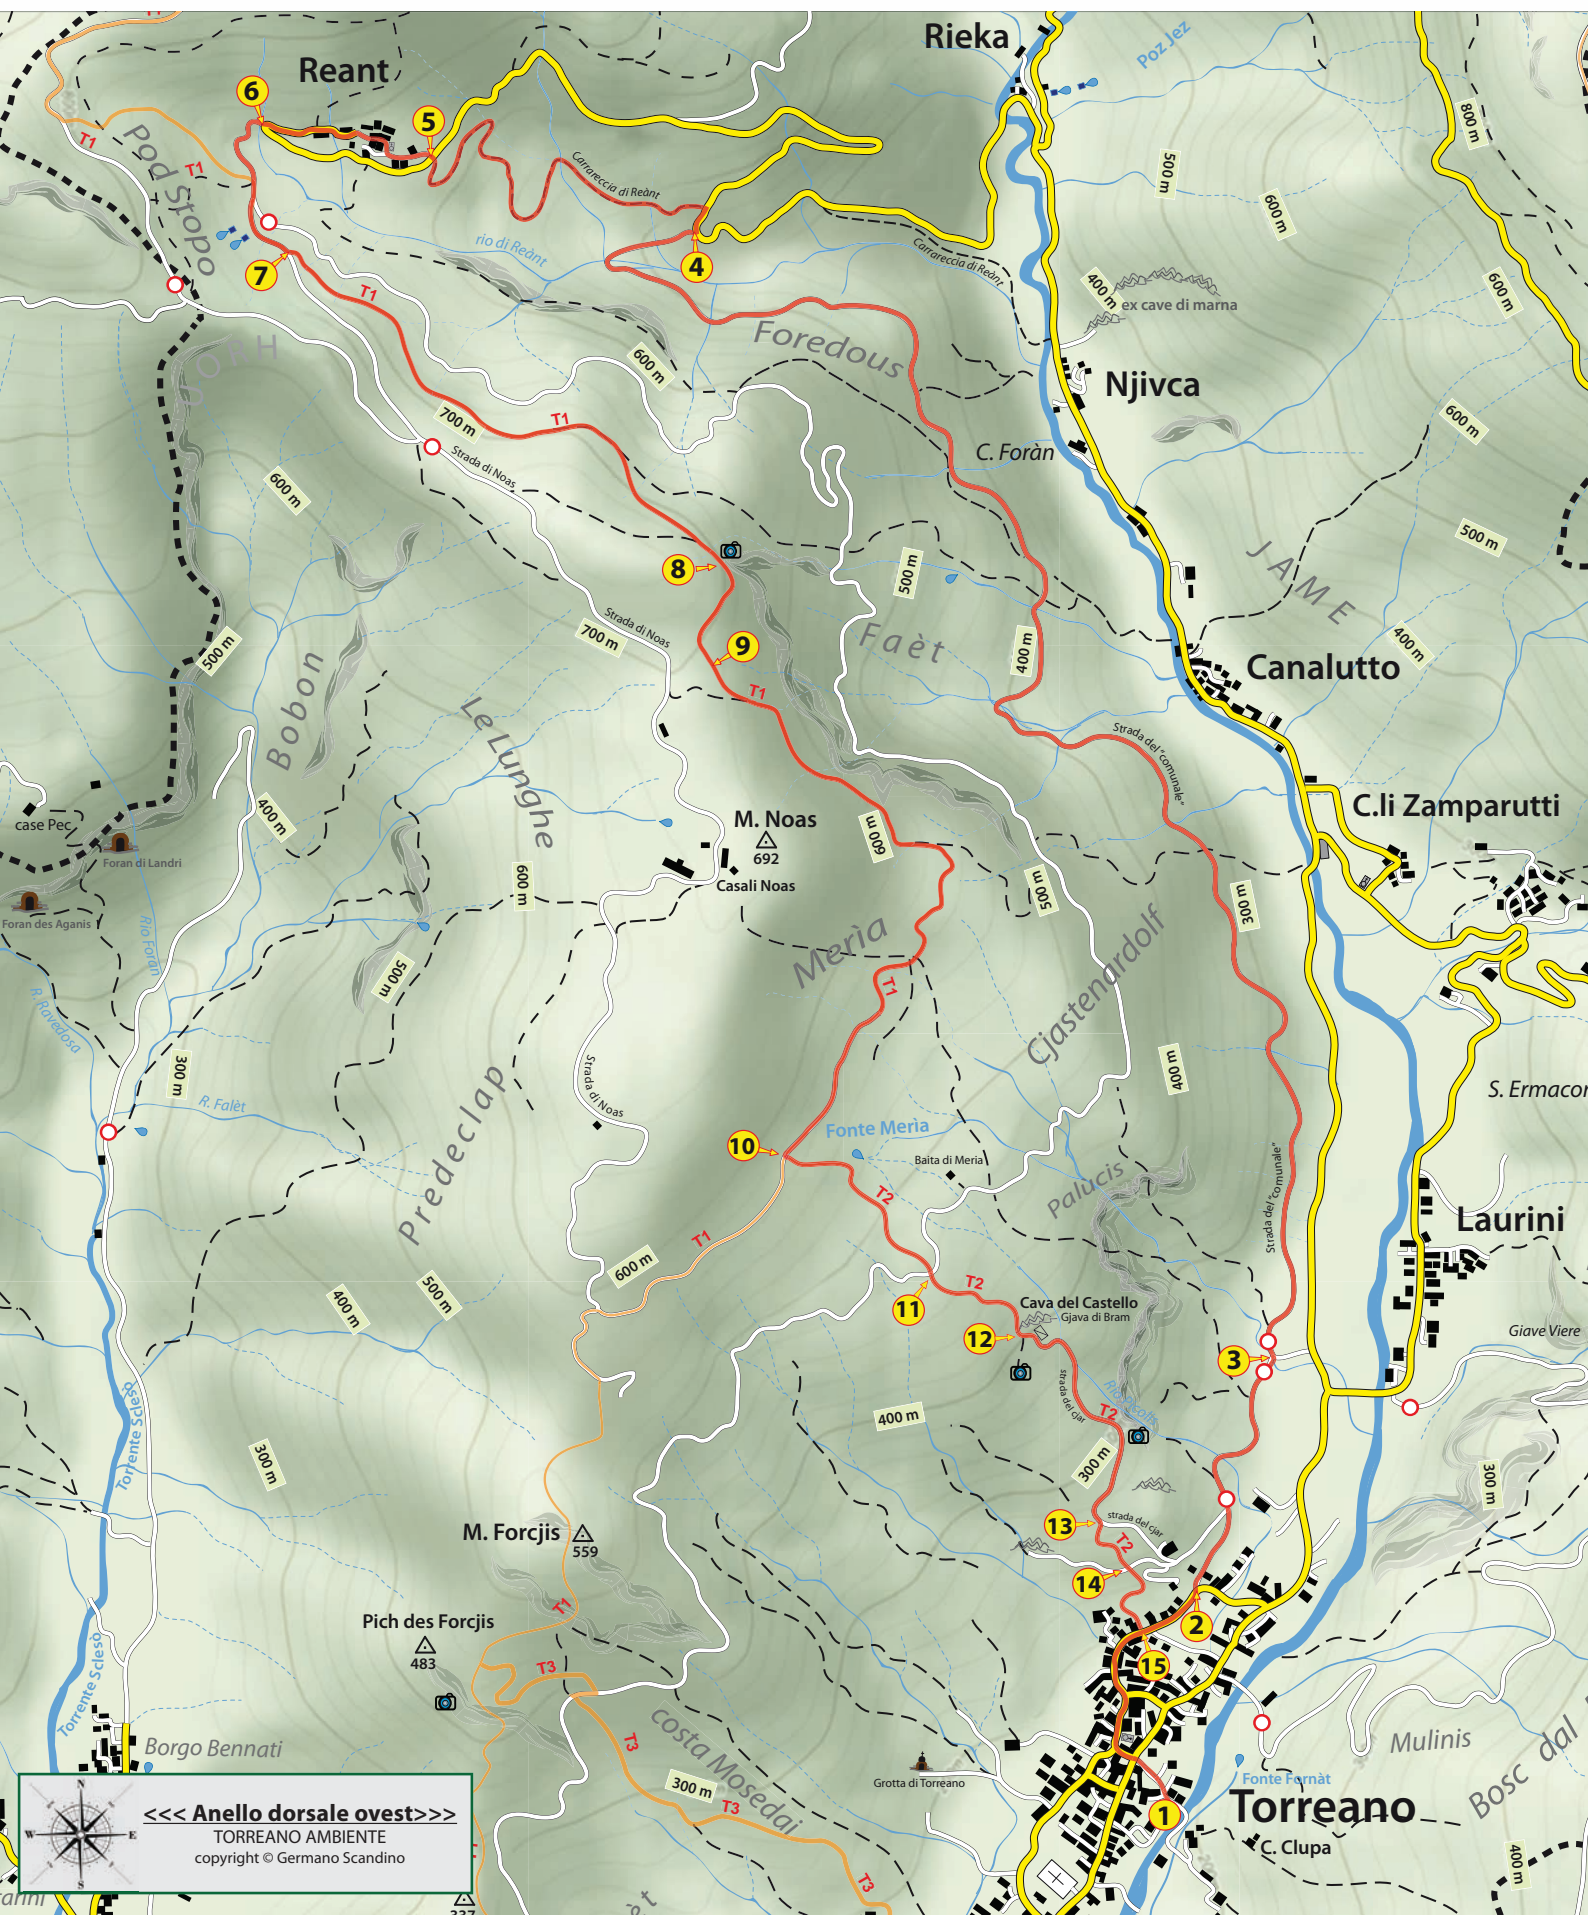 Rieka
Poz Jez
Reant
6
5
800 m
T1
Pod Stopo
T1
Carrareccia di Reànt
500 m
600 m
rio di Reànt
4
Carrareccia di Reànt
7
T1
400 m
ex cave di marna
600 m
Foredous
600 m
Njivca
700 m
T1
600 m
C. Foràn
Strada di Noas
600 m
500 m
8
500 m
JAME
Strada di Noas
700 m
9
Faèt
400 m
400 m
500 m
Canalutto
Bobon
T1
Le Lunghe
Strada del "comunale"
C.li Zamparutti
400 m
case Pec
M. Noas
692
600 m
Foran di Landri
Casali Noas
600 m
500 m
300 m
Foran des Aganis
Rio Foran
Merìa
Cjastenardolf
500 m
T1
R. Ravedosa
300 m
Strada di Noas
400 m
S. Ermacor
R. Falèt
Predeclap
Fonte Merìa
10
Baita di Meria
Palucis
Strada del "comunale"
T2
Laurini
T1
600 m
T2
11
Cava del Castello
Gjava di Bram
400 m
500 m
12
Giave Viere
3
strada del cjar
T2
400 m
Torrente Sclesò
300 m
300 m
300 m
13
strada del cjar
M. Forcjis
559
T2
14
T1
Pich des Forcjis
483
2
15
T3
Torrente Sclesò
costa Mosedai
T3
Mulinis
Bosc dal
Borgo Bennati
300 m
Grotta di Torreano
Fonte Fornàt
T3
1
Torreano
C. Clupa
<<< Anello dorsale ovest>>>
TORREANO AMBIENTE
copyright © Germano Scandino
N
W
E
S
T3
400 m